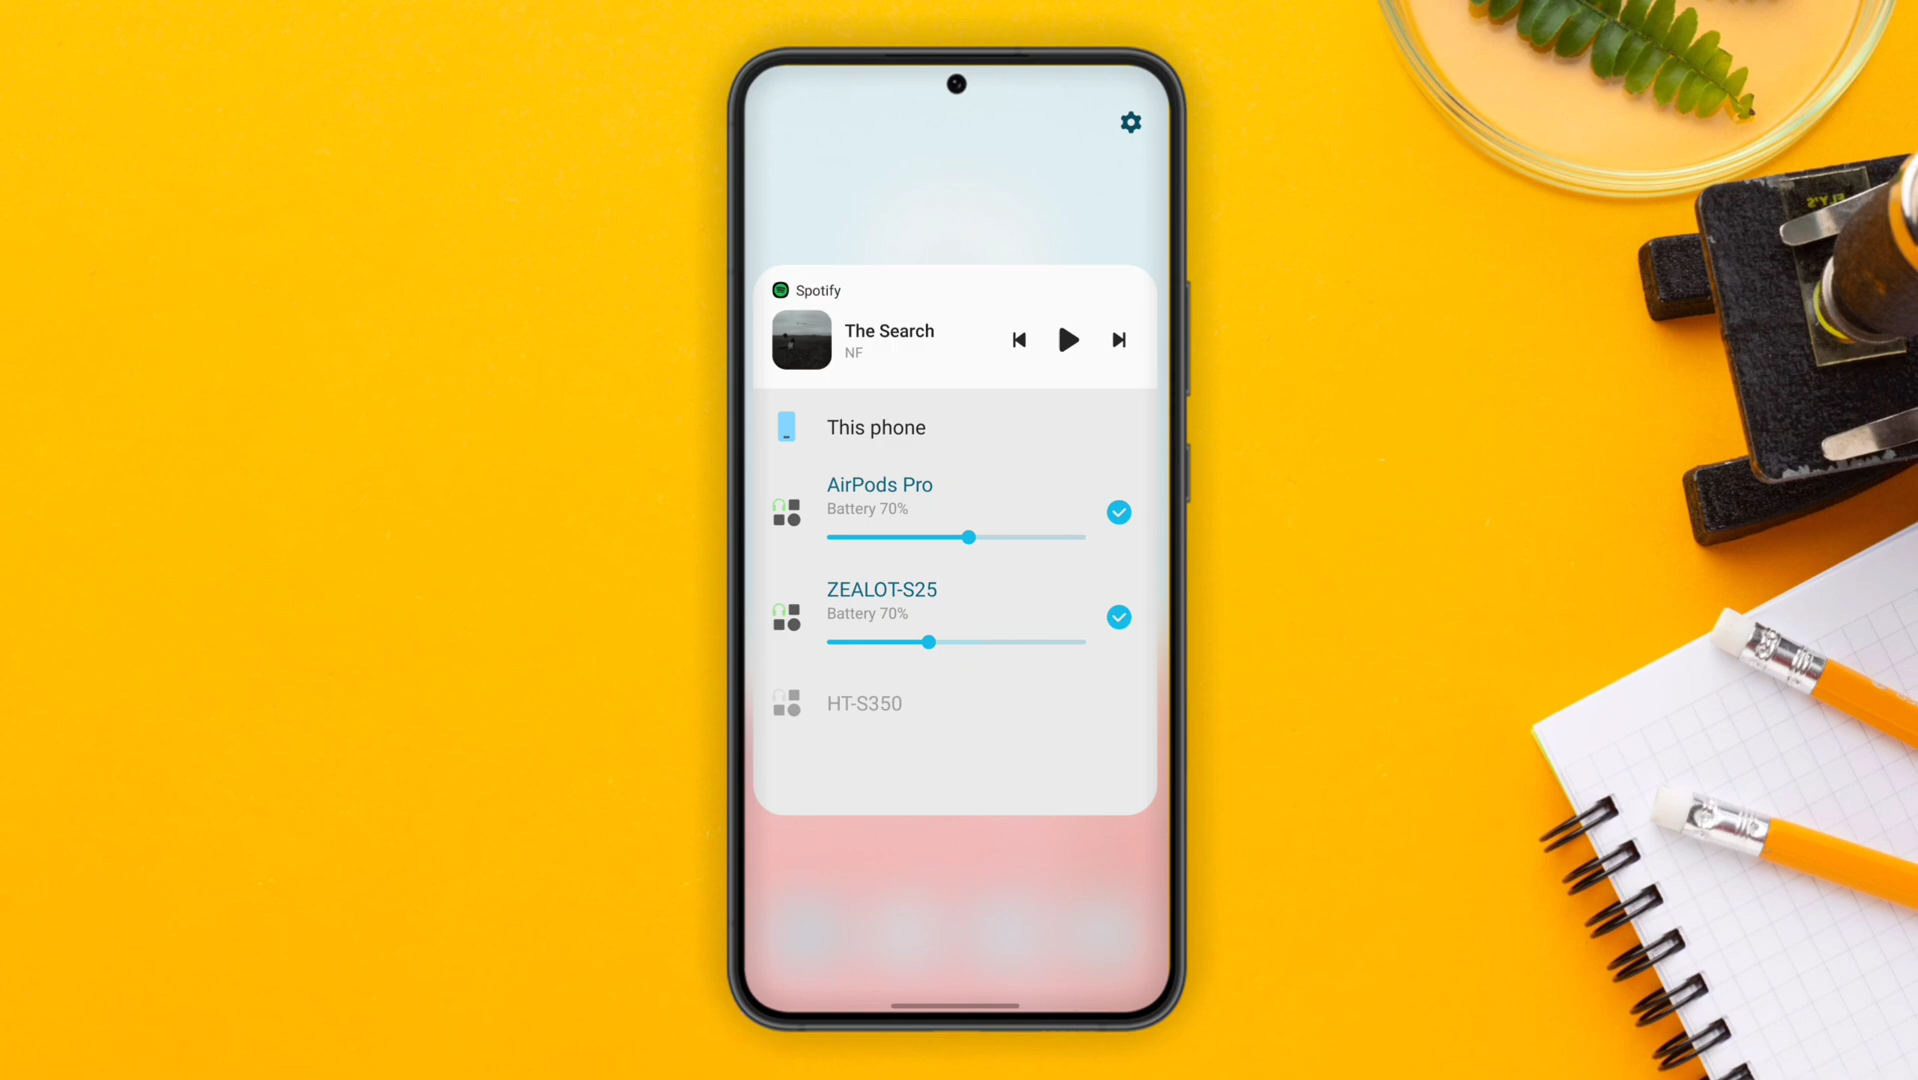 Spotify
The Search
NF
This phone
AirPods Pro
Battery 70%
ZEALOT-S25
Battery 70%
HT-S350